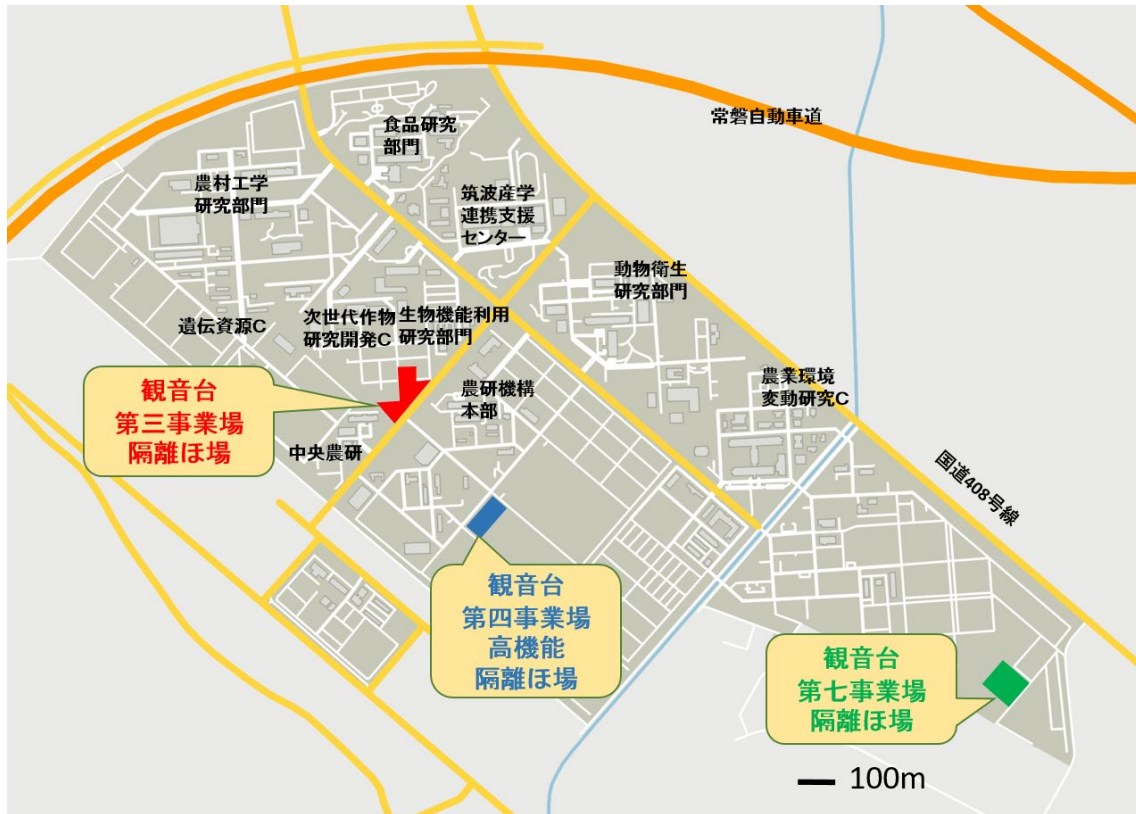 常磐自動車道
食品研究
部門
農村工学
研究部門
筑波産学
連携支援
センター
動物衛生
研究部門
遺伝資源C
次世代作物
研究開発C
生物機能利用
研究部門
農研機構
本部
農業環境
変動研究C
観音台
第三事業場
隔離ほ場
中央農研
国道408号線
観音台
第四事業場
高機能
隔離ほ場
観音台
第七事業場
隔離ほ場
100m